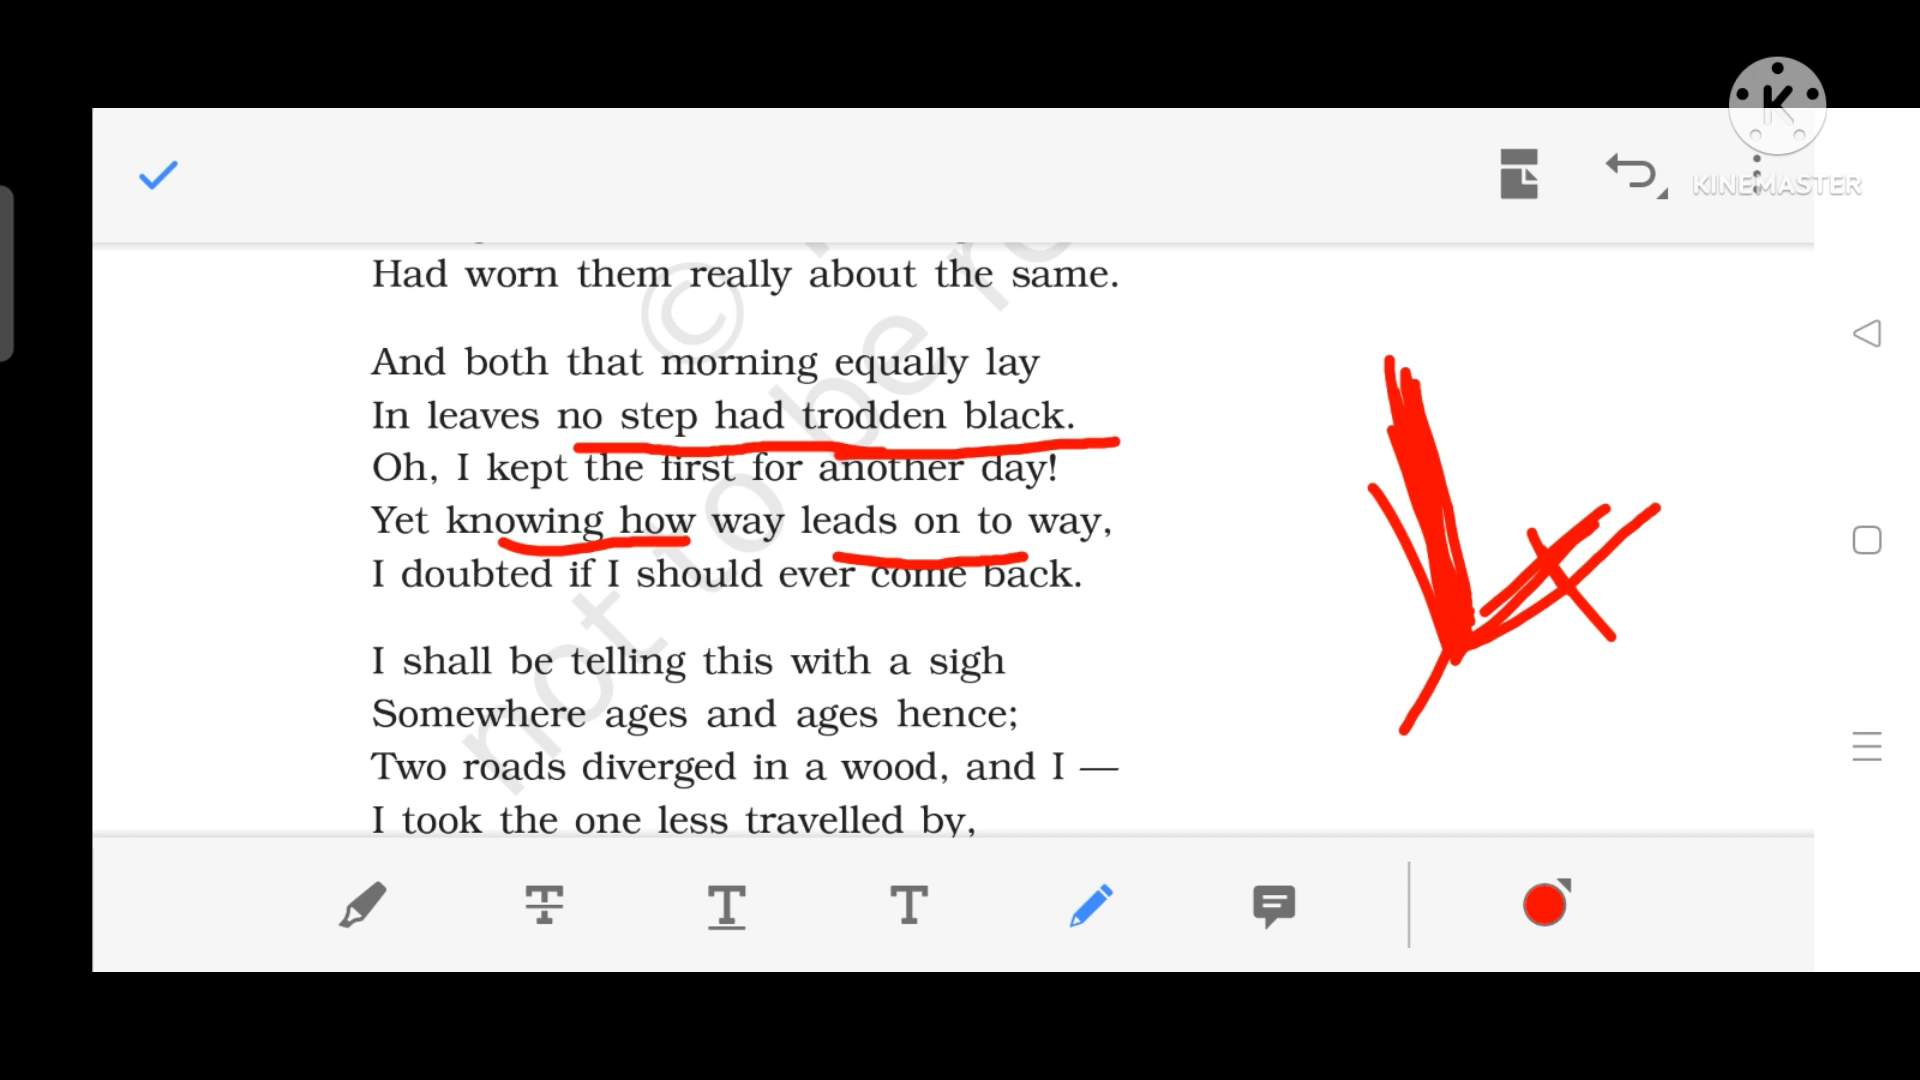 KINEMASTER
Had worn them really about the same.
And both that morning equally lay
In leaves no step had trodden black.
Oh, I kept the first for another day!
Yet knowing how way leads on to way,
I doubted if I should ever come back.
I shall be telling this with a sigh
Somewhere ages and ages hence;
Two roads diverged in a wood, and I —
I took the one less travelled by,
© not to be